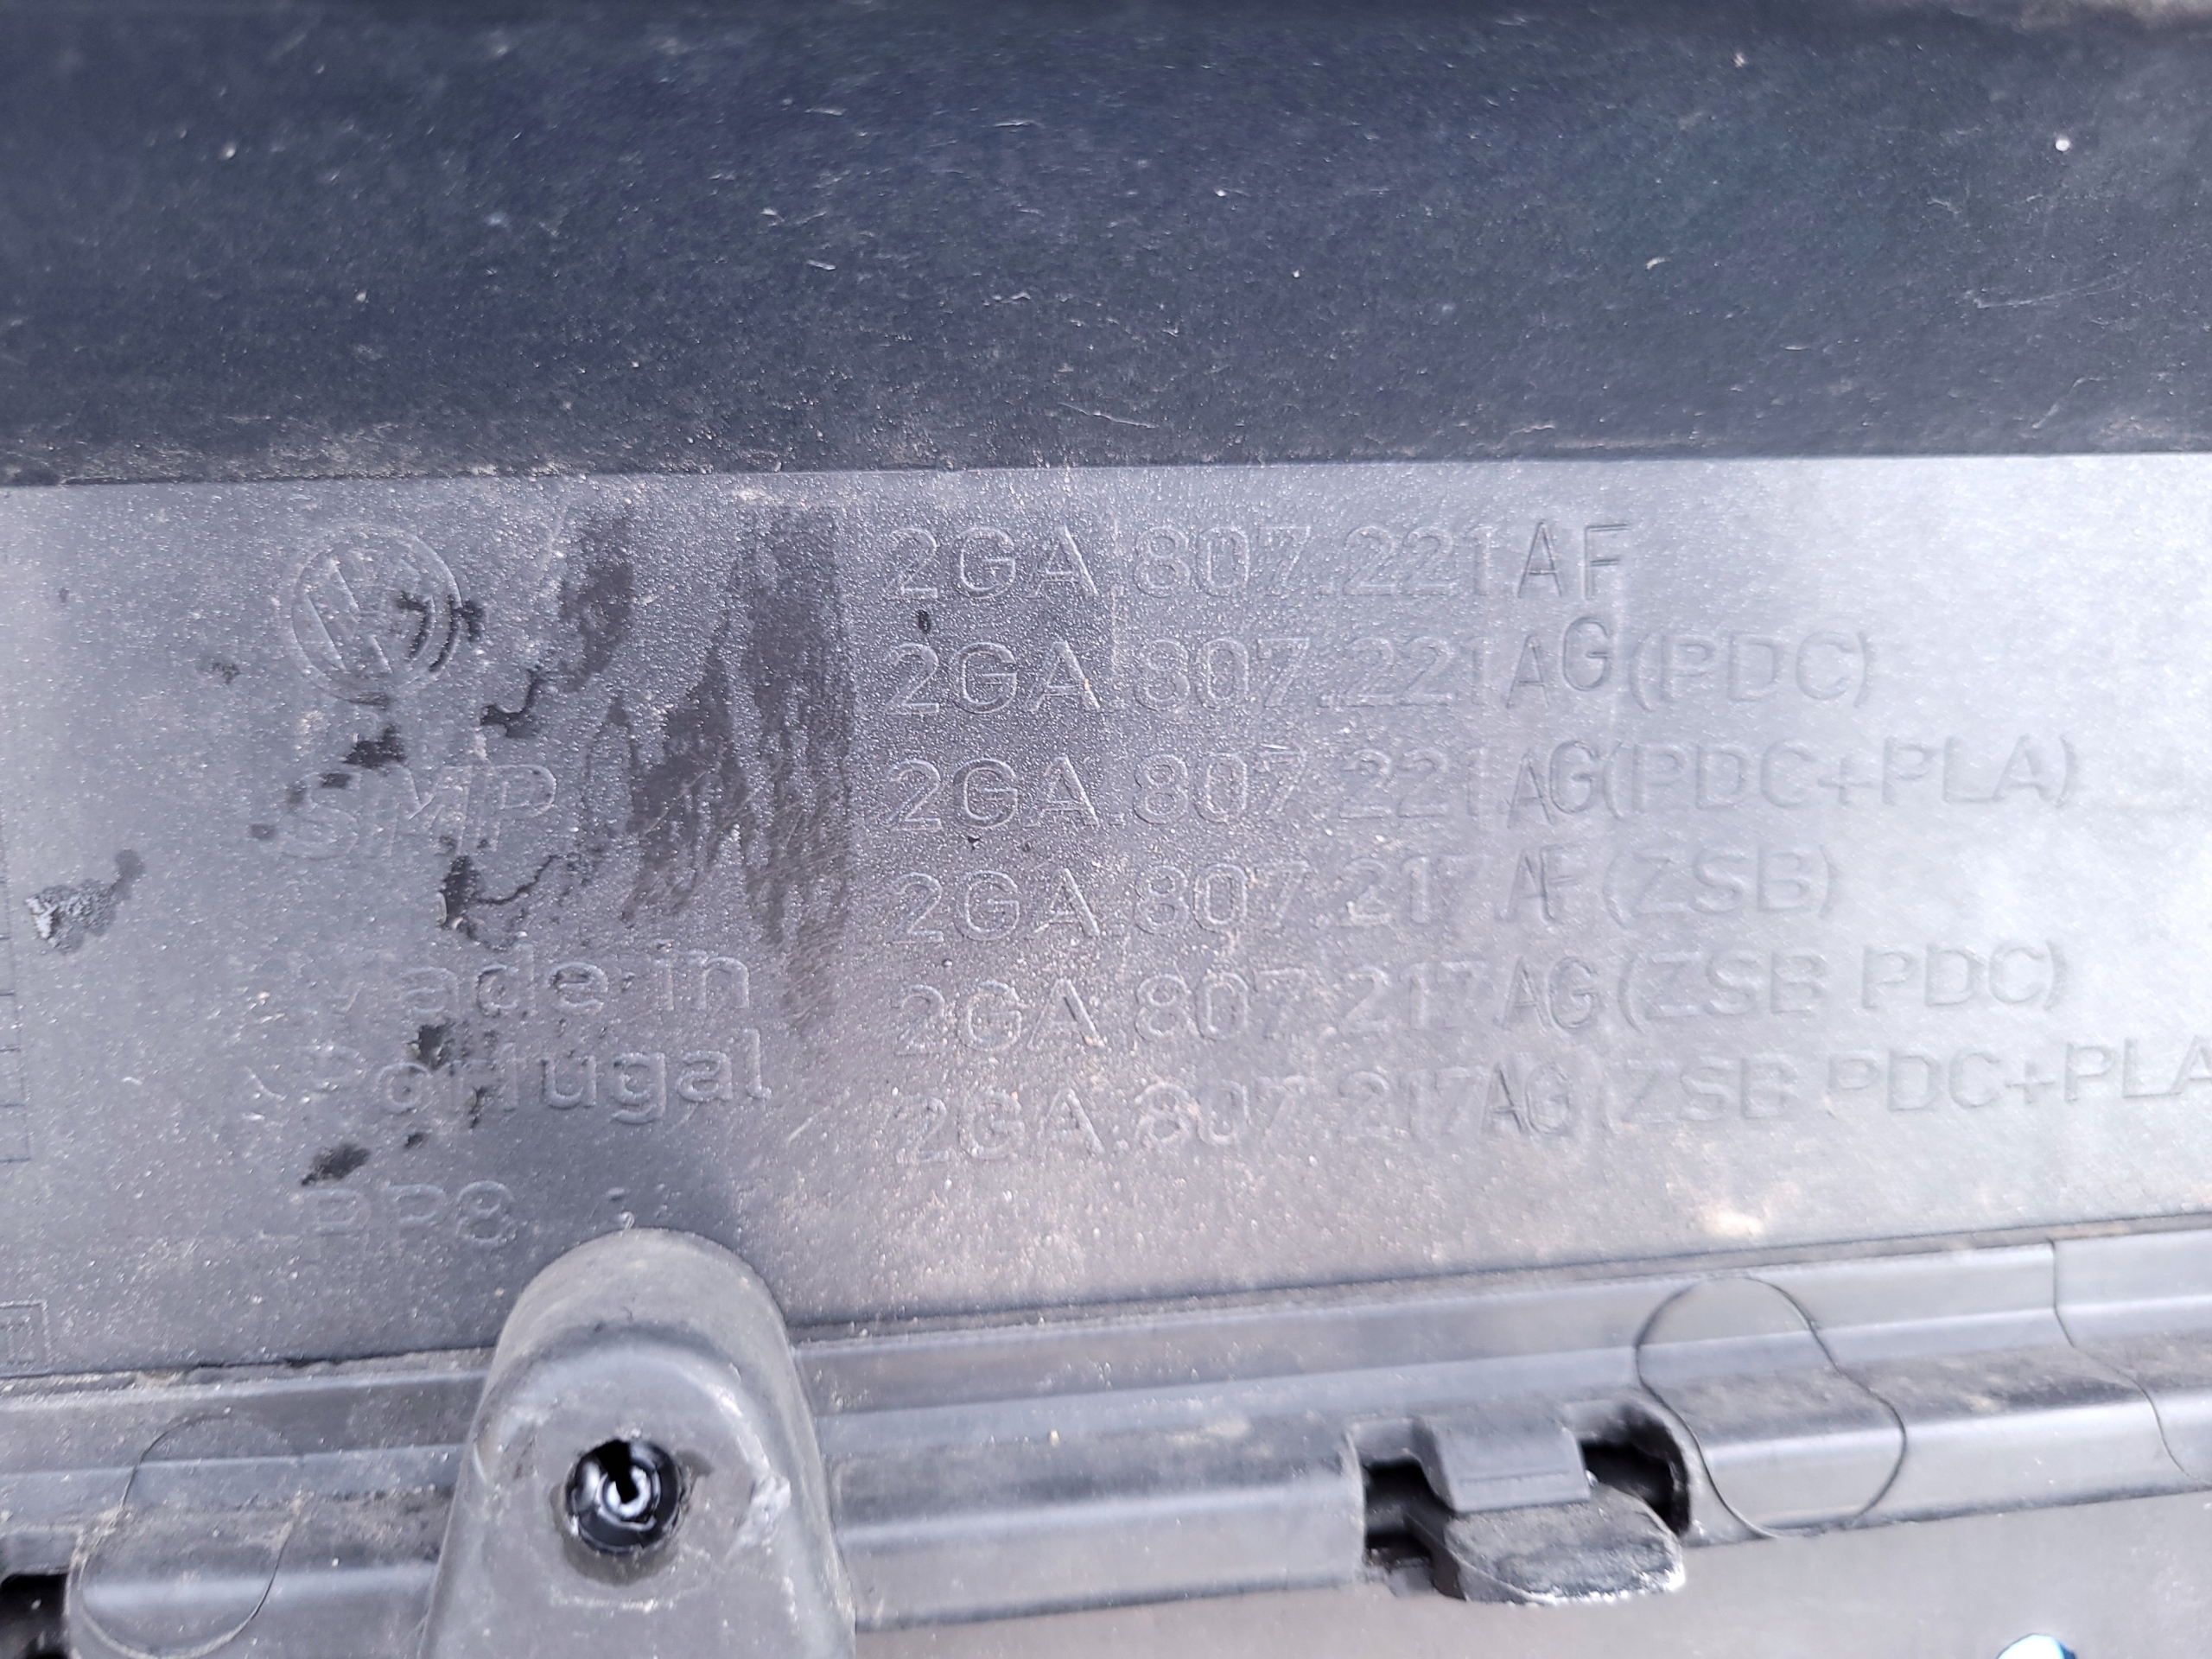 SMP
Made in
Portugal
PP8
2GA.807.221.AF
2GA.807.221.AG(PDC)
2GA.807.221.AG(PDC+PLA)
2GA.807.217.AF(ZSB)
2GA.807.217.AG(ZSB PDC)
2GA.807.217.AG(ZSB PDC+PLA